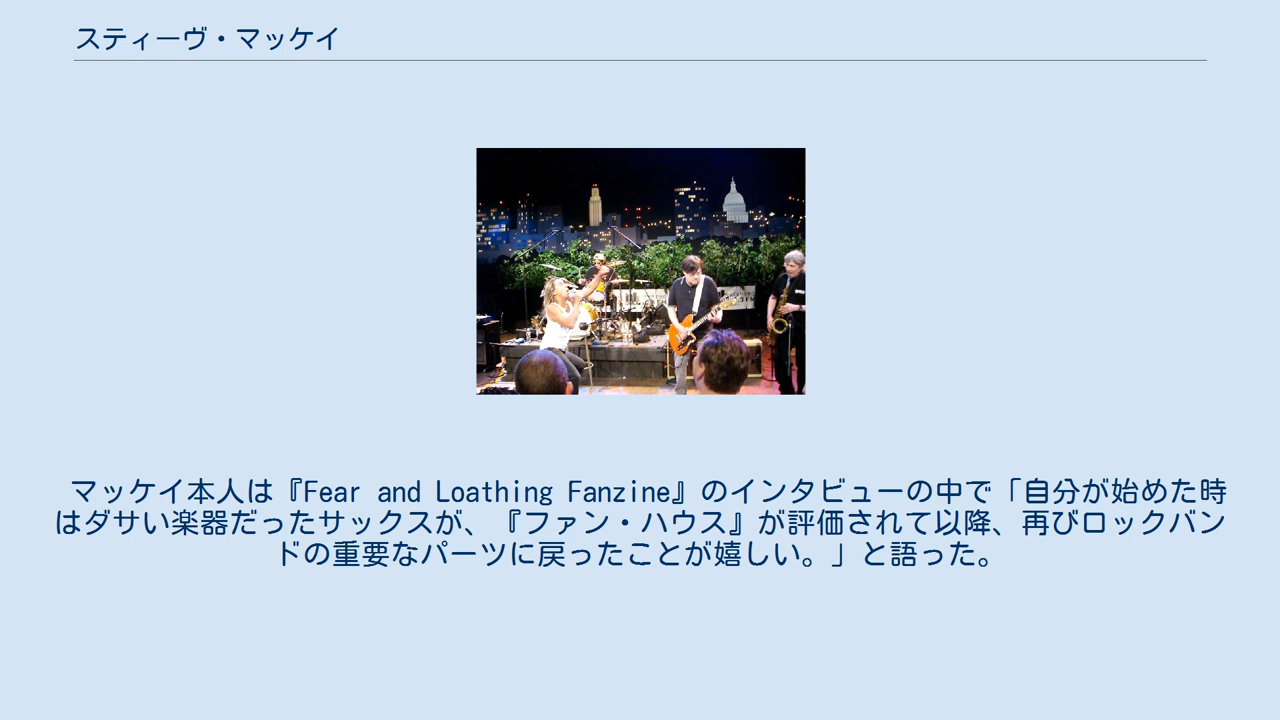 スティーヴ・マッケイ
マッケイ本人は『Fear and Loathing Fanzine』のインタビューの中で「自分が始めた時
はダサい楽器だったサックスが、『ファン・ハウス』が評価されて以降、再びロックバン
ドの重要なパーツに戻ったことが嬉しい。」と語った。